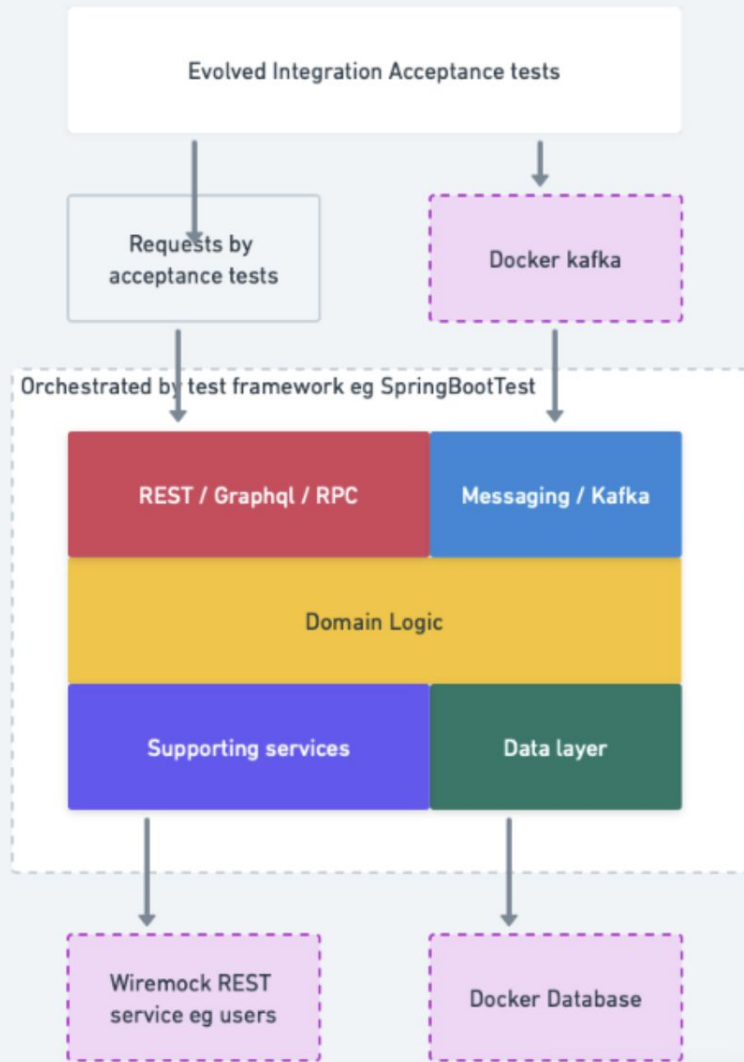 Evolved Integration Acceptance tests
Requests by
acceptance tests
Docker kafka
Orchestrated by test framework eg SpringBootTest
REST / Graphql / RPC
Messaging / Kafka
Domain Logic
Supporting services
Data layer
Wiremock REST
service eg users
Docker Database